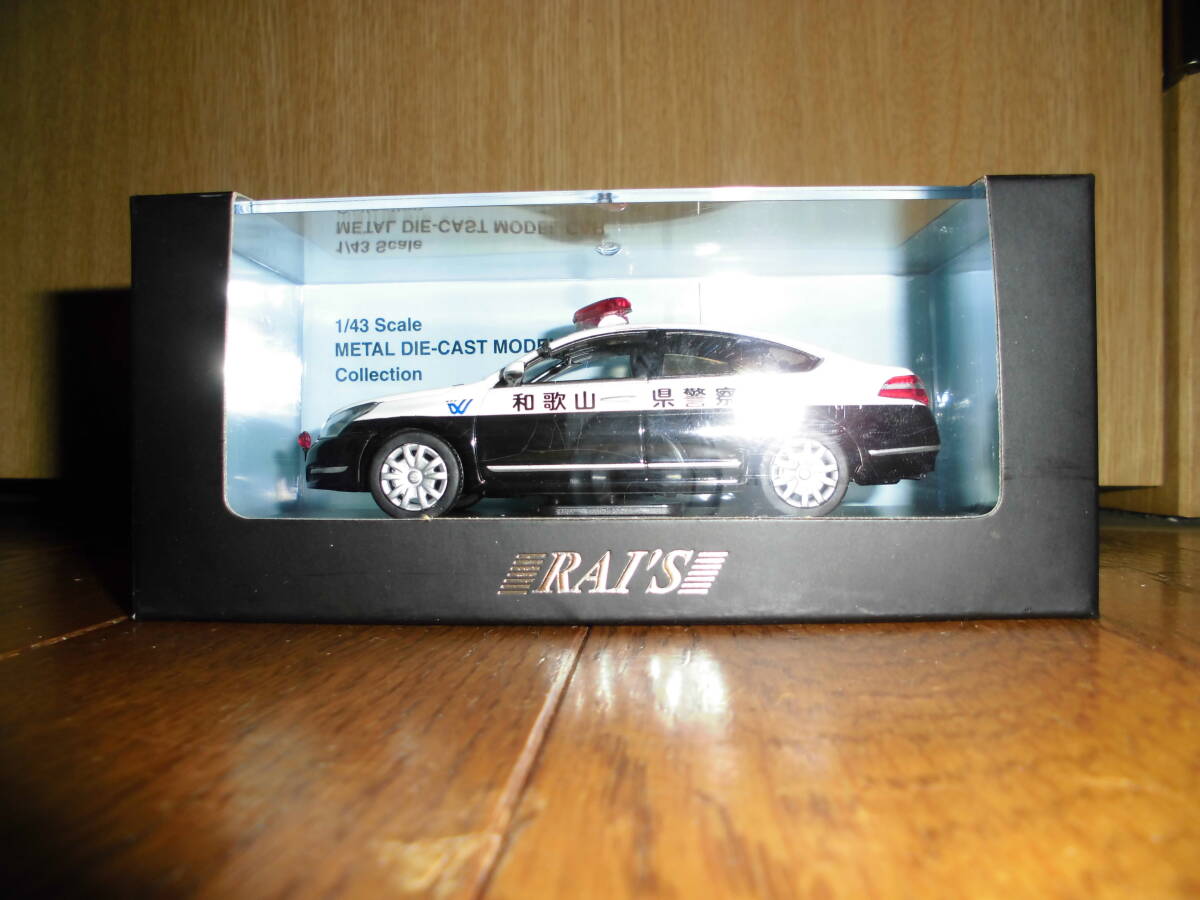 1/43 Scale
METAL DIE-CAST MODEL CAR
1/43 Scale
METAL DIE-CAST
Collection
和歌山県警察
RAI'S